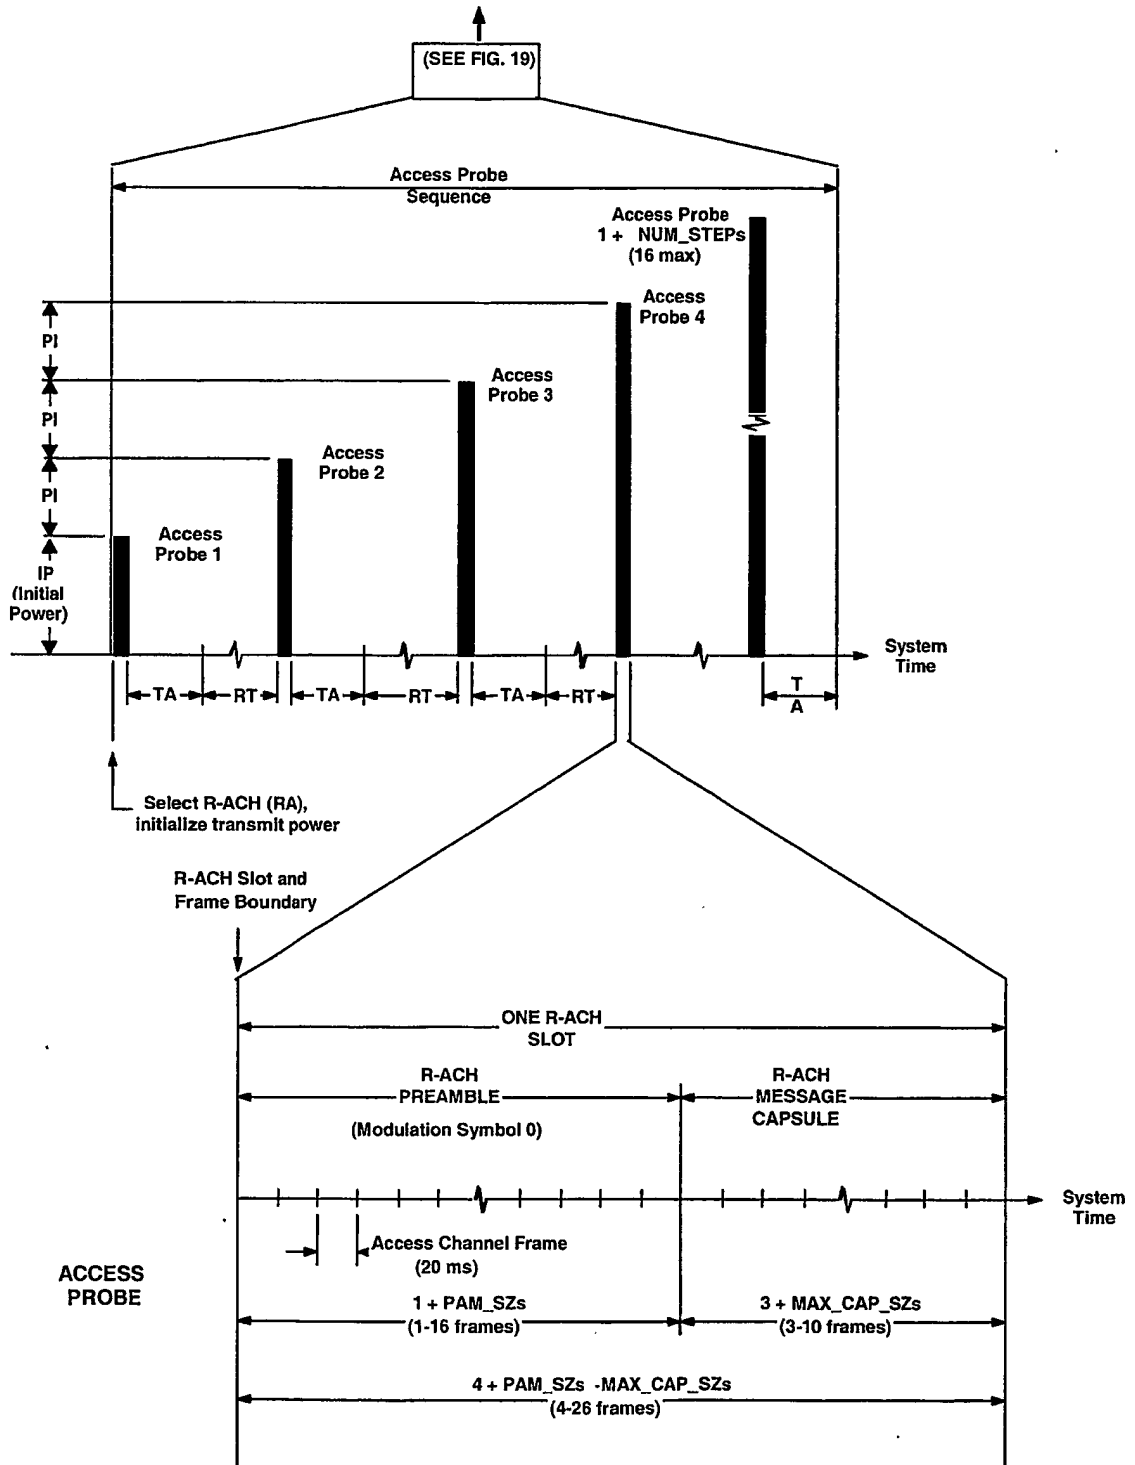 (SEE FIG. 19)
Access Probe
Sequence
Access Probe
1 + NUM_STEPs
(16 max)
Access
Probe 4
PI
Access
Probe 3
PI
Access
Probe 2
PI
Access
Probe 1
IP
(Initial
Power)
System
Time
TA
RT
TA
RT
TA
RT
T
A
Select R-ACH (RA),
initialize transmit power
R-ACH Slot and
Frame Boundary
ONE R-ACH
SLOT
R-ACH
PREAMBLE
(Modulation Symbol 0)
R-ACH
MESSAGE
CAPSULE
System
Time
Access Channel Frame
(20 ms)
ACCESS
PROBE
1 + PAM_SZs
(1-16 frames)
3 + MAX_CAP_SZs
(3-10 frames)
4 + PAM_SZs -MAX_CAP_SZs
(4-26 frames)